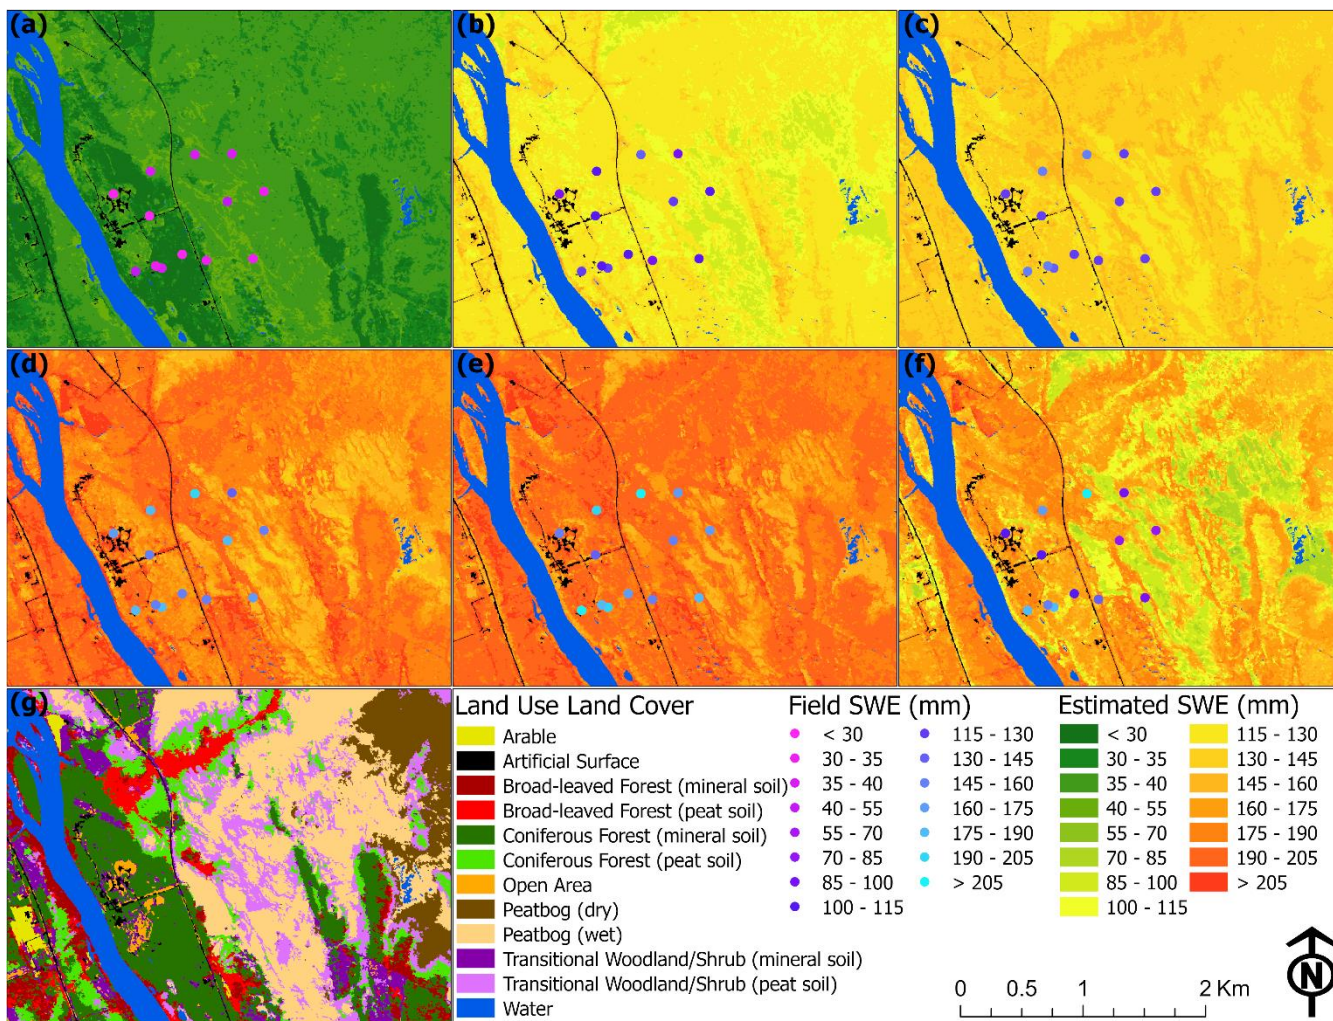 (a)
(b)
(c)
(d)
(e)
(f)
(g)
Land Use Land Cover
Arable
Artificial Surface
Broad-leaved Forest (mineral soil)
Broad-leaved Forest (peat soil)
Coniferous Forest (mineral soil)
Coniferous Forest (peat soil)
Open Area
Peatbog (dry)
Peatbog (wet)
Transitional Woodland/Shrub (mineral soil)
Transitional Woodland/Shrub (peat soil)
Water
Field SWE (mm)
< 30
30 - 35
35 - 40
40 - 55
55 - 70
70 - 85
85 - 100
100 - 115
115 - 130
130 - 145
145 - 160
160 - 175
175 - 190
190 - 205
> 205
Estimated SWE (mm)
< 30
30 - 35
35 - 40
40 - 55
55 - 70
70 - 85
85 - 100
100 - 115
115 - 130
130 - 145
145 - 160
160 - 175
175 - 190
190 - 205
> 205
0 0.5 1 2 Km
N